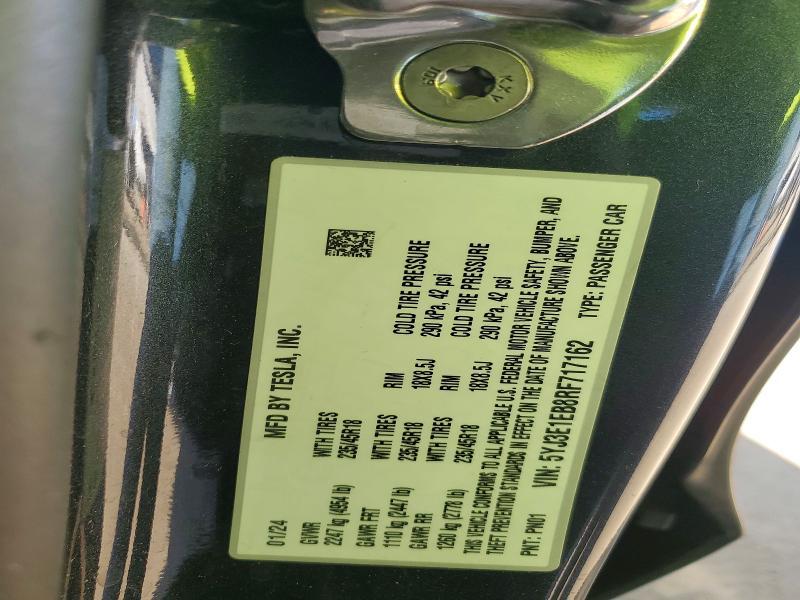 MFD BY TESLA, INC.
01/24
GVWR
2247 kg (4954 lb)
WITH TIRES
235/45R18
GAWR FRT
1110 kg (2447 lb)
WITH TIRES
235/45R18
RIM
18X8.5J
COLD TIRE PRESSURE
290 kPa, 42 psi
GAWR RR
1260 kg (2778 lb)
WITH TIRES
235/45R18
RIM
18X8.5J
COLD TIRE PRESSURE
290 kPa, 42 psi
THIS VEHICLE CONFORMS TO ALL APPLICABLE U.S. FEDERAL MOTOR VEHICLE SAFETY, BUMPER, AND
THEFT PREVENTION STANDARDS IN EFFECT ON THE DATE OF MANUFACTURE SHOWN ABOVE.
PNT: PN01 VIN: 5YJ3E1EB8RF717162 TYPE: PASSENGER CAR